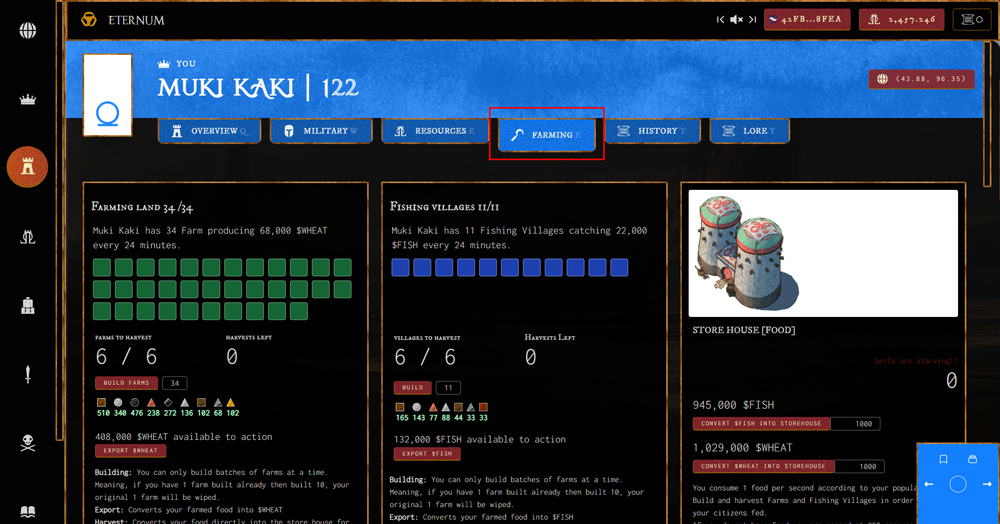 ETERNUM
42FB...8FEA
2,457.246
YOU
MUKI KAKI | 122
(42.88, 96.35)
OVERVIEW Q
MILITARY W
RESOURCES E
FARMING R
HISTORY T
LORE Y
Farming land 34/34
Muki Kaki has 34 Farm producing 68,000 $WHEAT
every 24 minutes.
FARMS TO HARVEST
HARVESTS LEFT
6 / 6
0
BUILD FARMS
34
510 340 476 238 272 136 102 68 102
408,000 $WHEAT available to action
EXPORT $WHEAT
Building: You can only build batches of farms at a time.
Meaning, if you have 1 farm built already then built 10, your
original 1 farm will be wiped.
Export: Converts your farmed food into $WHEAT
Harvest: Converts your food directly into the store house for
Fishing villages 11/11
Muki Kaki has 11 Fishing Villages catching 22,000
$FISH every 24 minutes.
VILLAGES TO HARVEST
Harvests Left
6 / 6
0
BUILD
11
165 143 77 88 44 33 33
132,000 $FISH available to action
EXPORT $FISH
Building: You can only build batches of farms at a time.
Meaning, if you have 1 farm built already then built 10, your
original 1 farm will be wiped.
Export: Converts your farmed food into $FISH
STORE HOUSE [FOOD]
Serfs are starving!!
0
945,000 $FISH
CONVERT $FISH INTO STOREHOUSE
1000
1,029,000 $WHEAT
CONVERT $WHEAT INTO STOREHOUSE
1000
You consume 1 food per second according to your
Build and harvest Farms and Fishing Villages in order
your citizens fed.